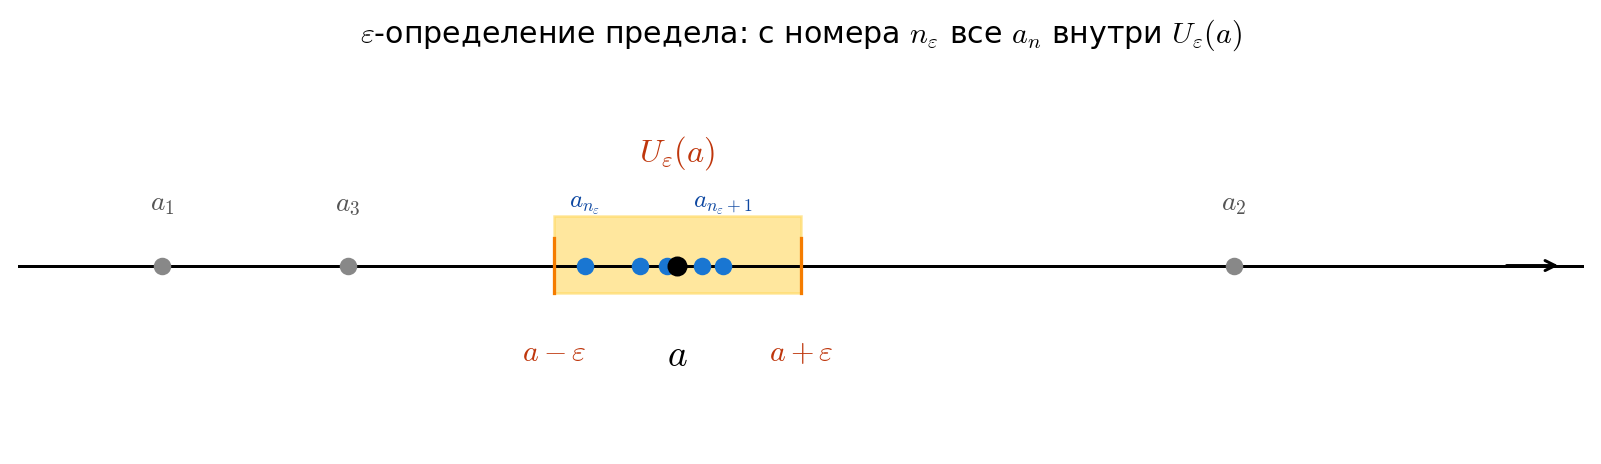 ε-определение предела: с номера n_ε все a_n внутри U_ε(a)
U_ε(a)
a_1 a_3 a_{n_ε} a_{n_ε+1} a_2
a − ε a a + ε